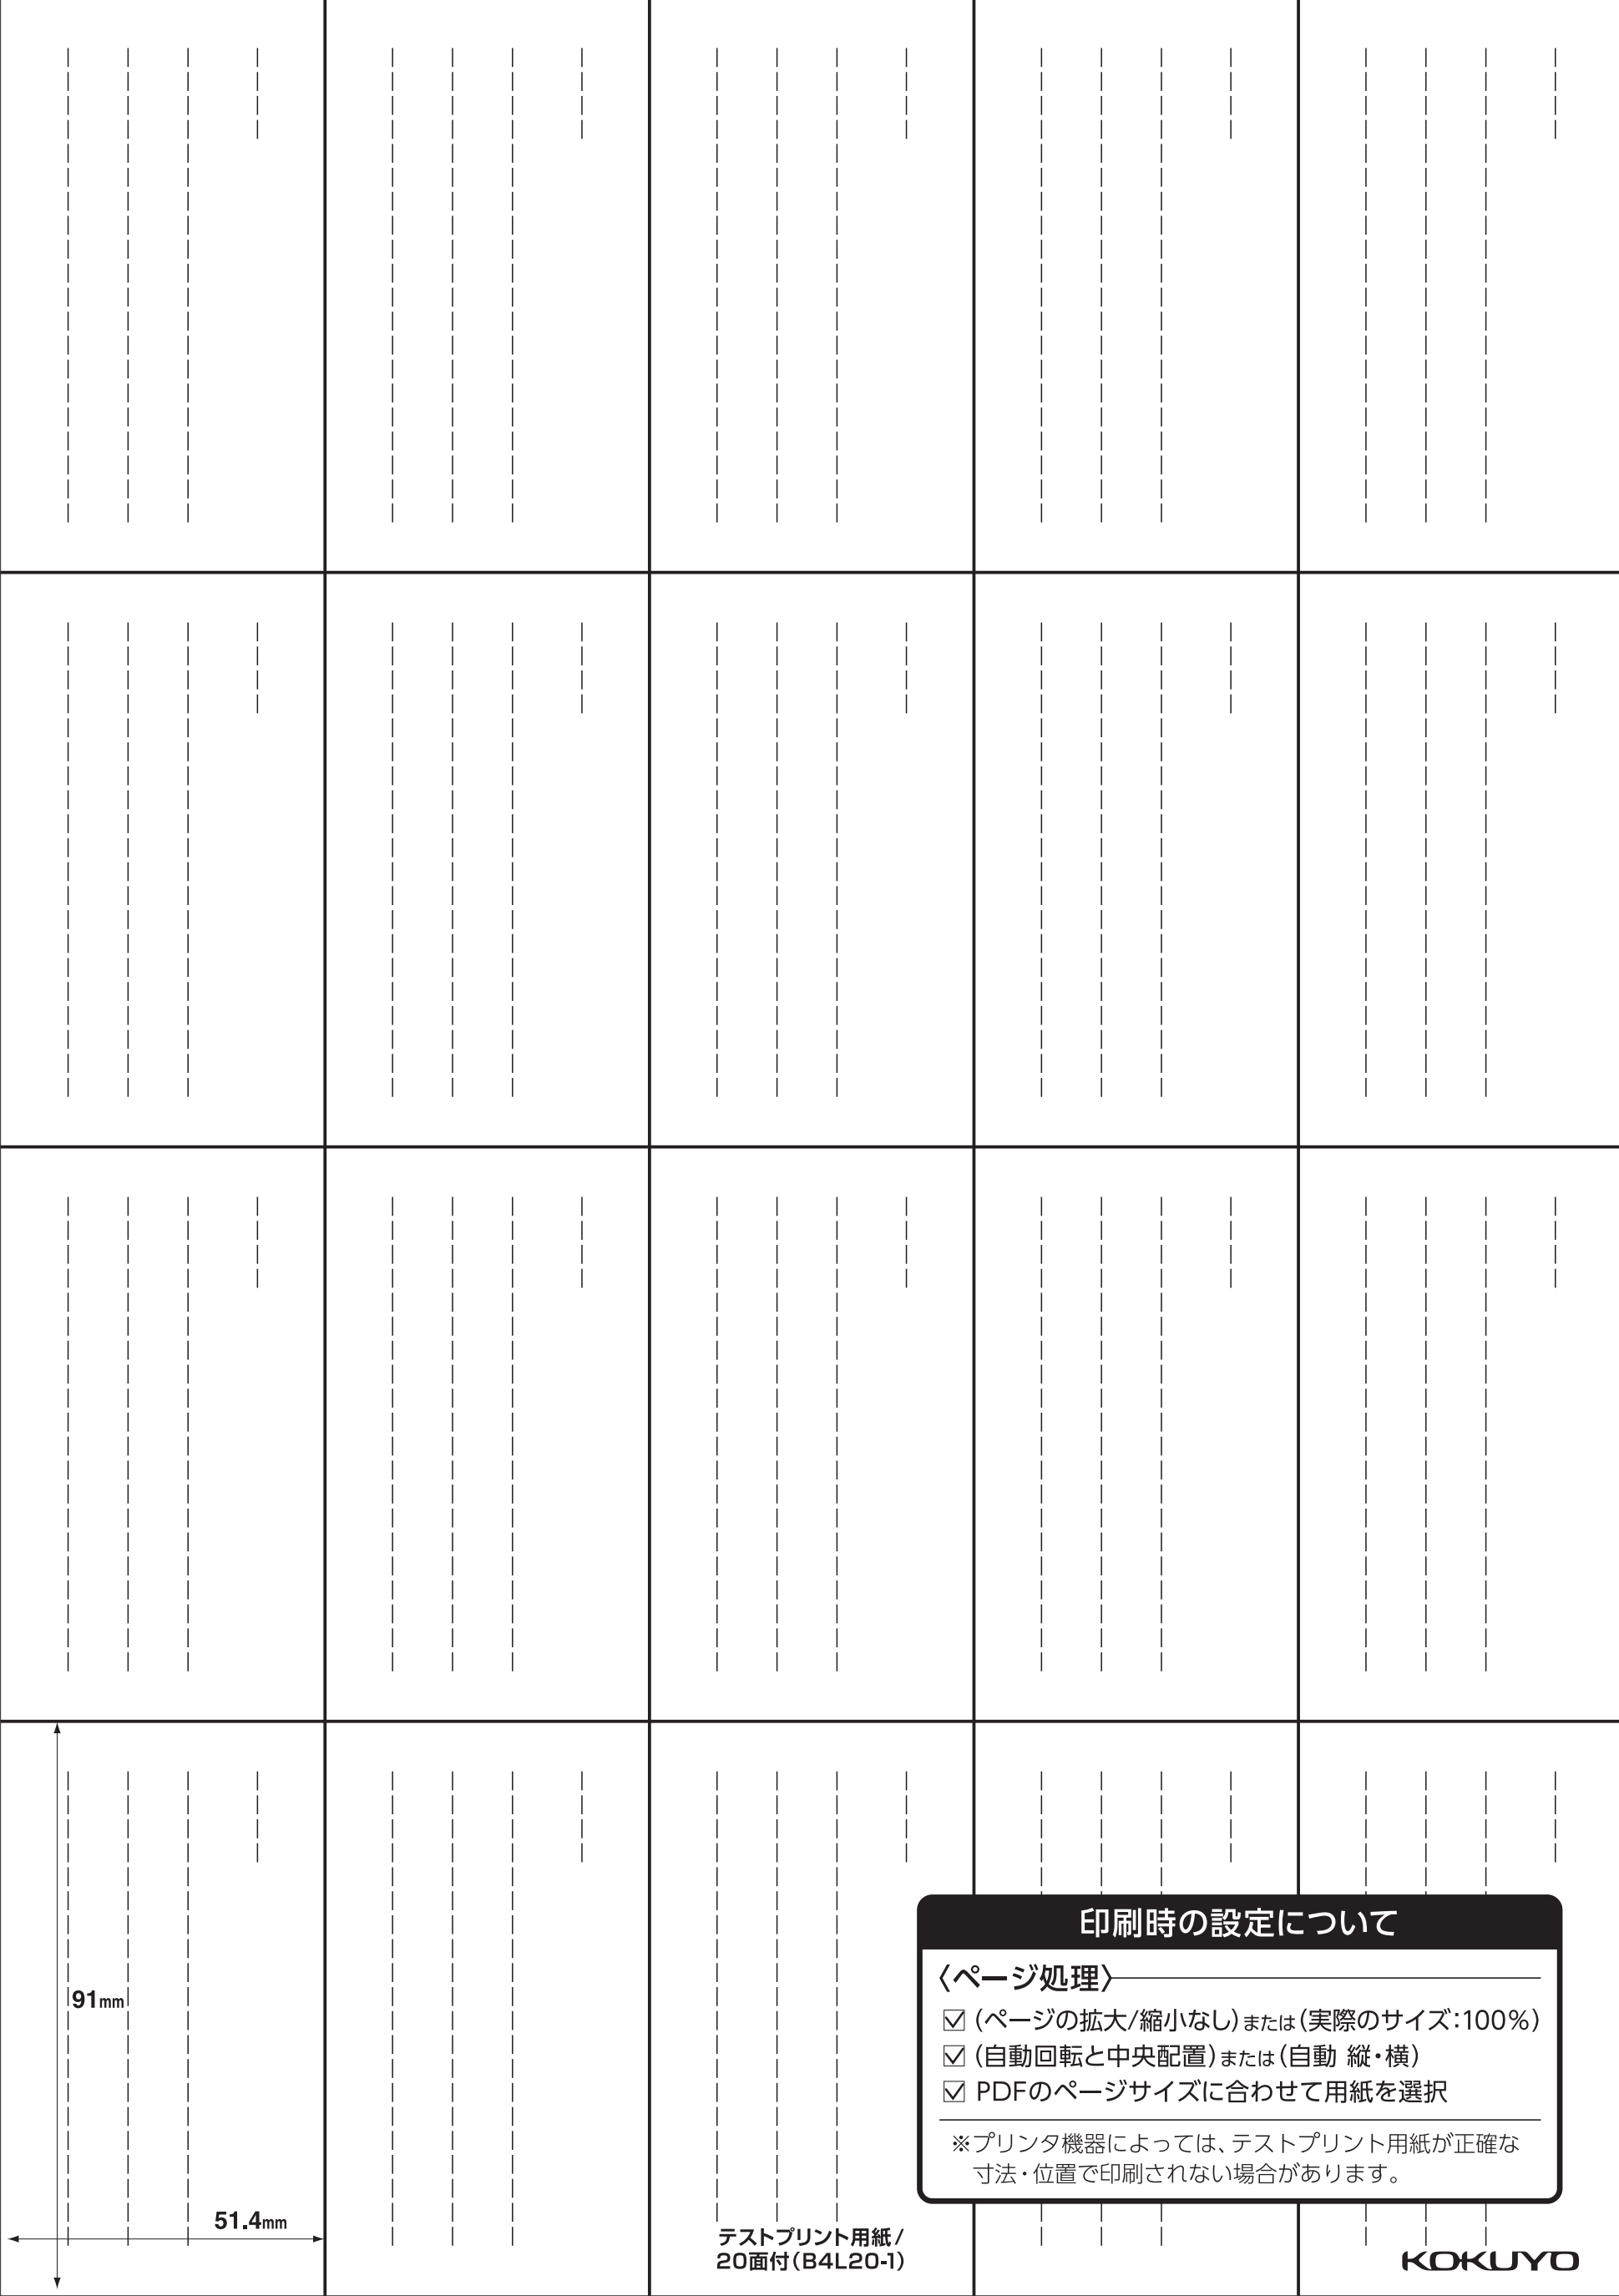 91mm
51.4mm
テストプリント用紙/
20面付(B4L20-1)
印刷時の設定について
〈ページ処理〉
☑ (ページの拡大/縮小なし)または(実際のサイズ:100%)
☑ (自動回転と中央配置)または(自動 縦・横)
☑ PDFのページサイズに合わせて用紙を選択
※プリンタ機器によっては、テストプリント用紙が正確な
寸法・位置で印刷されない場合があります。
KOKUYO